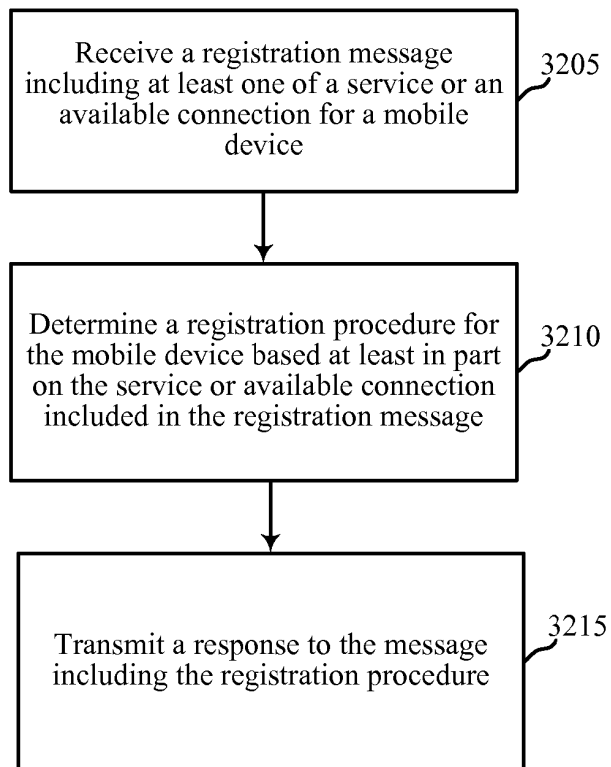 Receive a registration message
including at least one of a service or an
available connection for a mobile
device
3205
Determine a registration procedure for
the mobile device based at least in part
on the service or available connection
included in the registration message
3210
Transmit a response to the message
including the registration procedure
3215